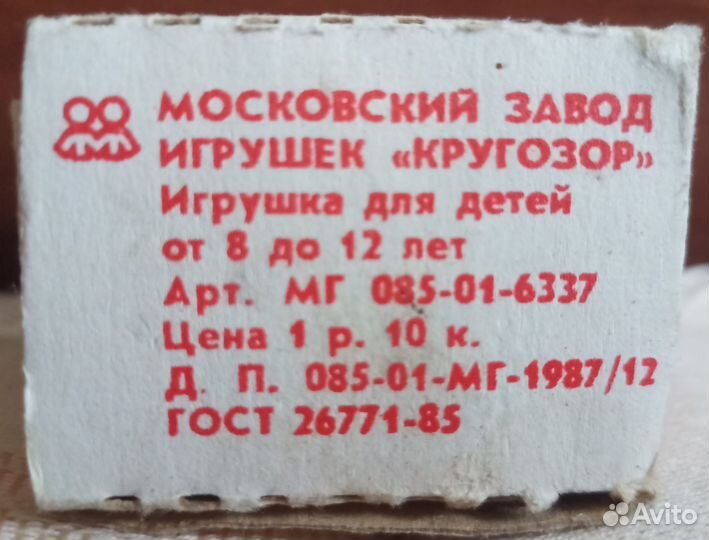 МОСКОВСКИЙ ЗАВОД
ИГРУШЕК «КРУГОЗОР»
Игрушка для детей
от 8 до 12 лет
Арт. МГ 085-01-6337
Цена 1 р. 10 к.
Д. П. 085-01-МГ-1987/12
ГОСТ 26771-85
Avito